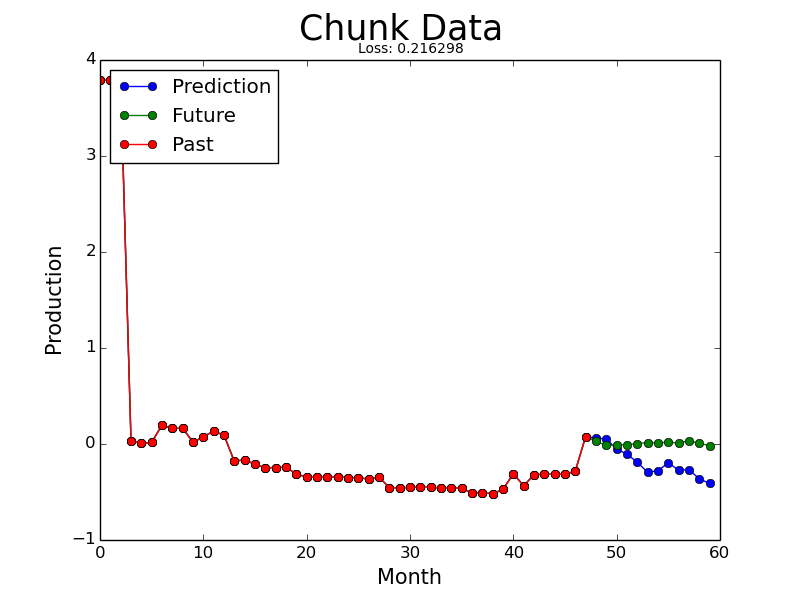 Chunk Data
Loss: 0.216298
4
3
2
1
0
−1
Production
Prediction
Future
Past
0 10 20 30 40 50 60
Month